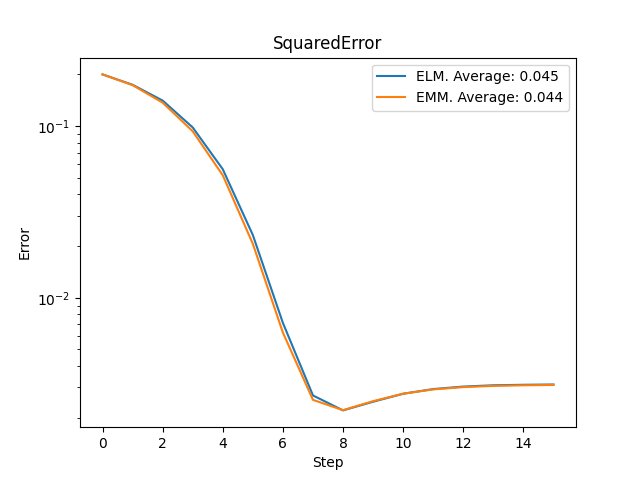 SquaredError
ELM. Average: 0.045
EMM. Average: 0.044
Error
10⁻¹
10⁻²
0 2 4 6 8 10 12 14
Step